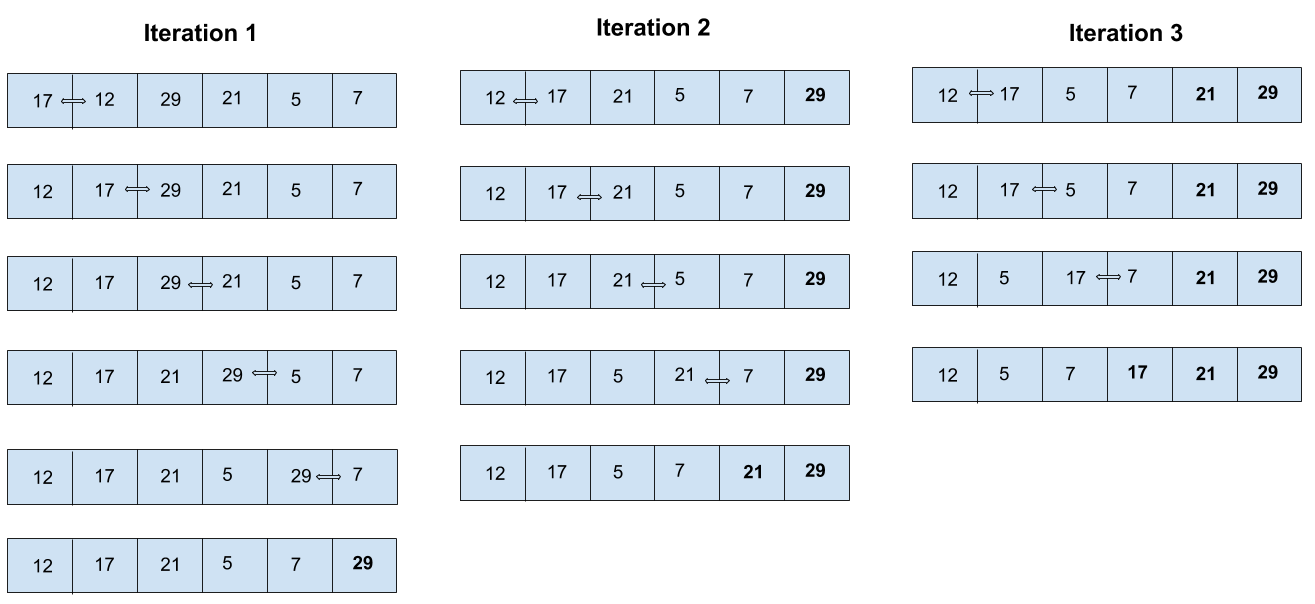 Iteration 1
17 12 29 21 5 7
12 17 29 21 5 7
12 17 29 21 5 7
12 17 21 29 5 7
12 17 21 5 29 7
12 17 21 5 7 29
Iteration 2
12 17 21 5 7 29
12 17 21 5 7 29
12 17 21 5 7 29
12 17 5 21 7 29
12 17 5 7 21 29
Iteration 3
12 17 5 7 21 29
12 17 5 7 21 29
12 5 17 7 21 29
12 5 7 17 21 29